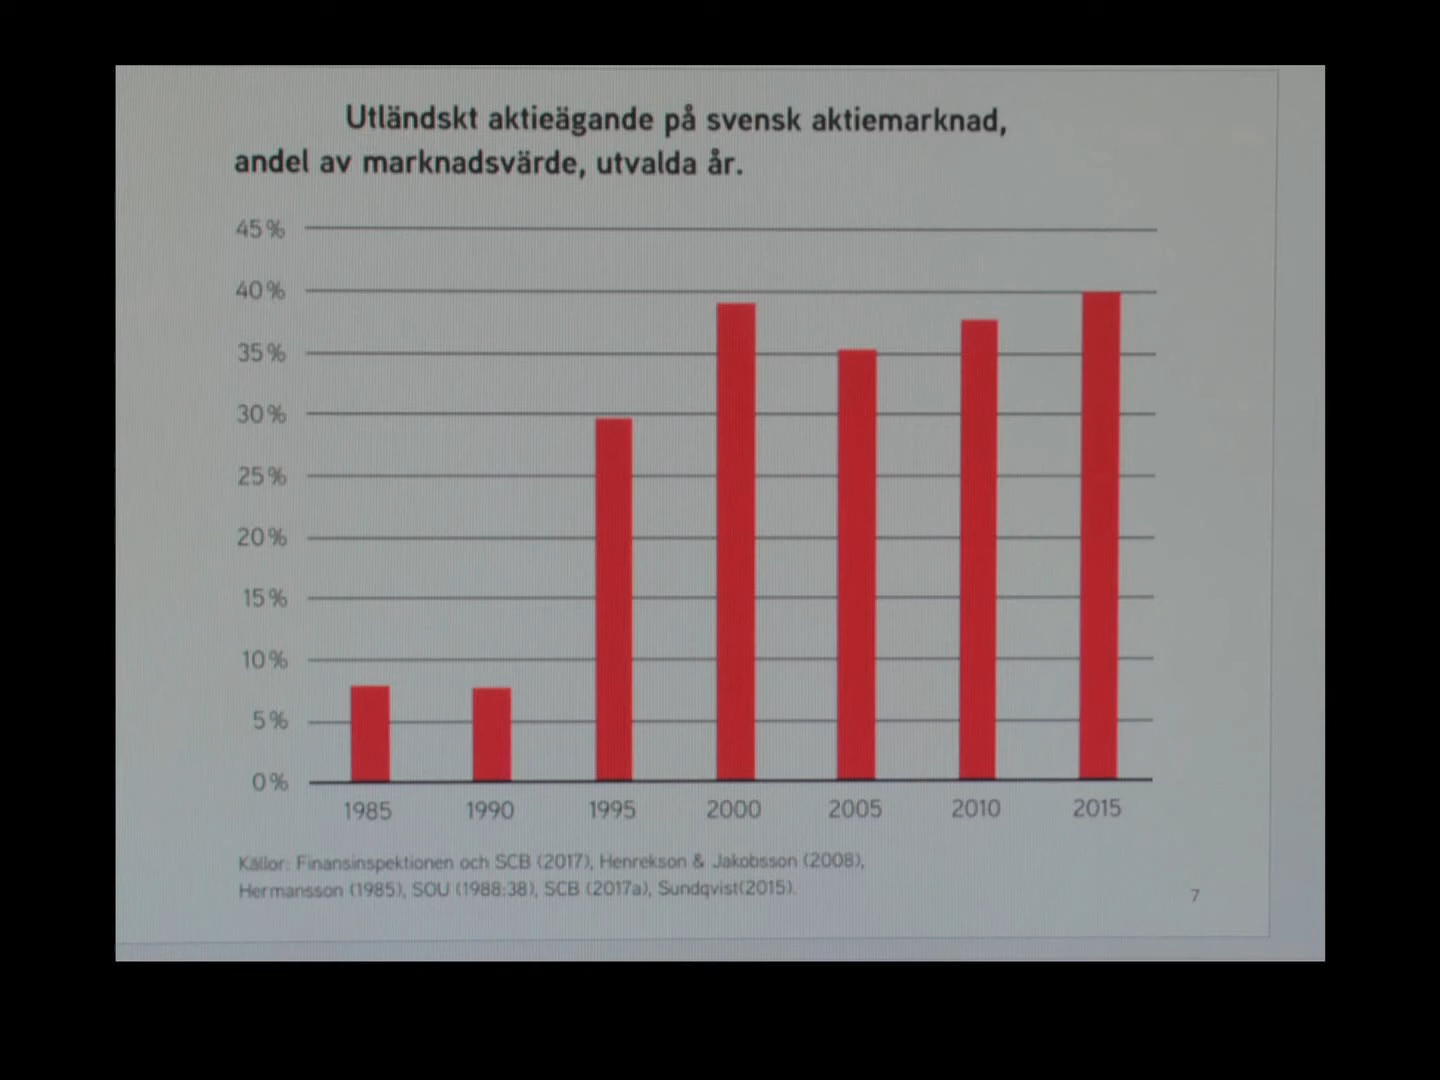 Utländskt aktieägande på svensk aktiemarknad,
andel av marknadsvärde, utvalda år.
45%
40%
35%
30%
25%
20%
15%
10%
5%
0%
1985 1990 1995 2000 2005 2010 2015
Källor: Finansinspektionen och SCB (2017), Henrekson & Jakobsson (2008),
Hermansson (1985), SOU (1988:38), SCB (2017a), Sundqvist(2015).
7